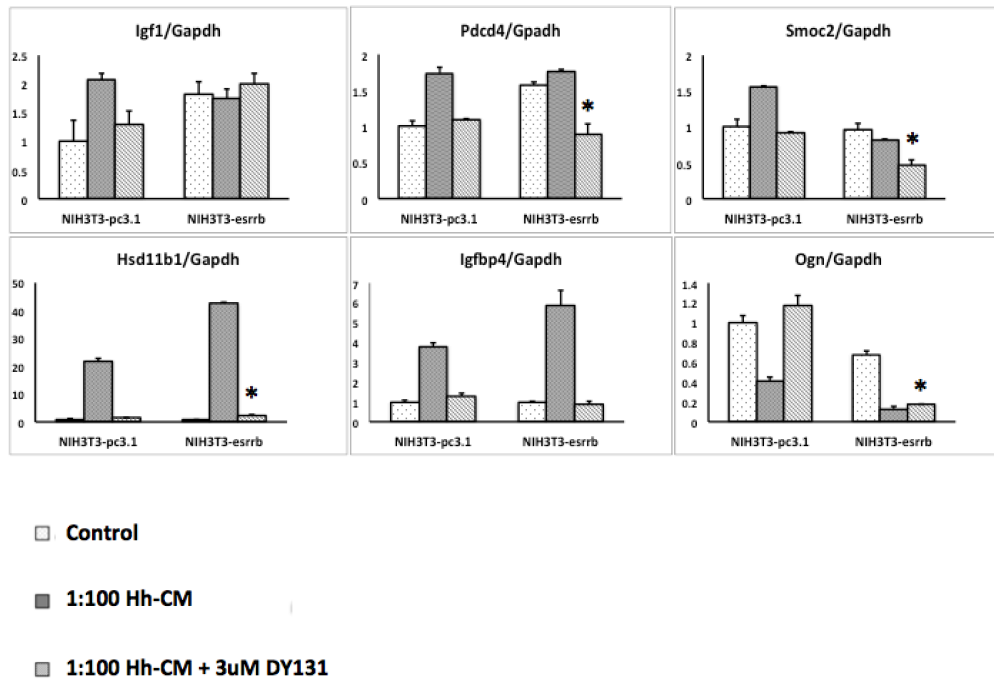 Igf1/Gapdh
2.5
2
1.5
1
0.5
0
NIH3T3-pc3.1 NIH3T3-esrrb
Pdcd4/Gpadh
2
1.5
1
0.5
0
*
NIH3T3-pc3.1 NIH3T3-esrrb
Smoc2/Gapdh
2
1.5
1
0.5
0
*
NIH3T3-pc3.1 NIH3T3-esrrb
Hsd11b1/Gapdh
50
40
30
20
10
0
*
NIH3T3-pc3.1 NIH3T3-esrrb
Igfbp4/Gapdh
7
6
5
4
3
2
1
0
NIH3T3-pc3.1 NIH3T3-esrrb
Ogn/Gapdh
1.4
1.2
1
0.8
0.6
0.4
0.2
0
*
NIH3T3-pc3.1 NIH3T3-esrrb
Control
1:100 Hh-CM
1:100 Hh-CM + 3uM DY131